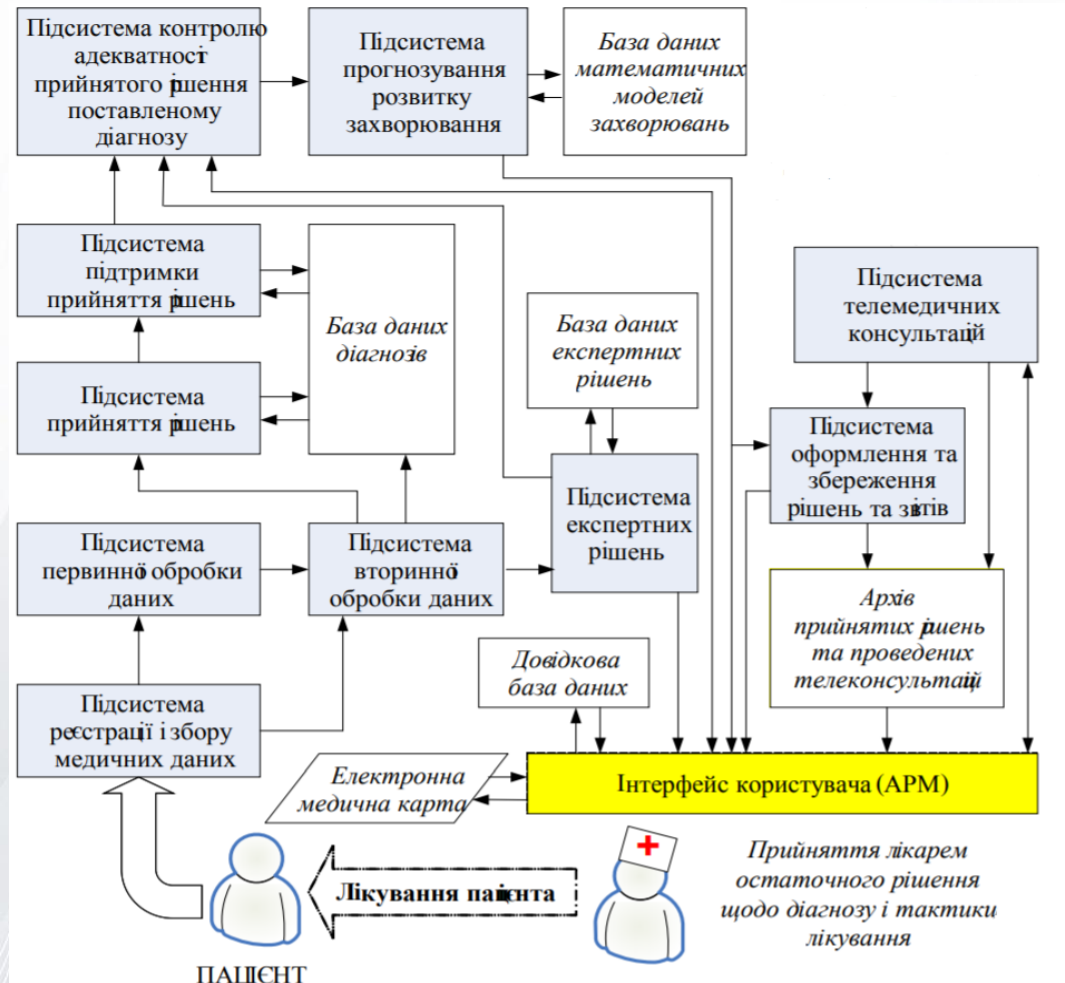 Підсистема контролю
адекватності
прийнятого рішення
поставленому
діагнозу
Підсистема
прогнозування
розвитку
захворювання
База даних
математичних
моделей
захворювань
Підсистема
підтримки
прийняття рішень
База даних
діагнозів
База даних
експертних
рішень
Підсистема
телемедичних
консультацій
Підсистема
прийняття рішень
Підсистема
оформлення та
збереження
рішень та звітів
Підсистема
експертних
рішень
Підсистема
первинної обробки
даних
Підсистема
вторинної
обробки даних
Архів
прийнятих рішень
та проведених
телеконсультацій
Довідкова
база даних
Підсистема
реєстрації і збору
медичних даних
Електронна
медична карта
Інтерфейс користувача (АРМ)
Лікування пацієнта
Прийняття лікарем
остаточного рішення
щодо діагнозу і тактики
лікування
ПАЦІЄНТ